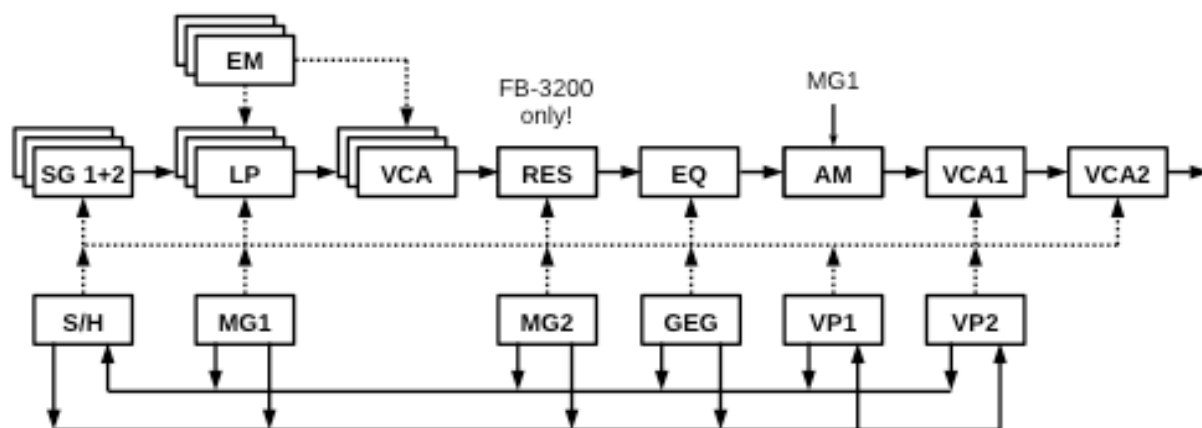 EM
FB-3200
only!
MG1
SG 1+2
LP
VCA
RES
EQ
AM
VCA1
VCA2
S/H
MG1
MG2
GEG
VP1
VP2